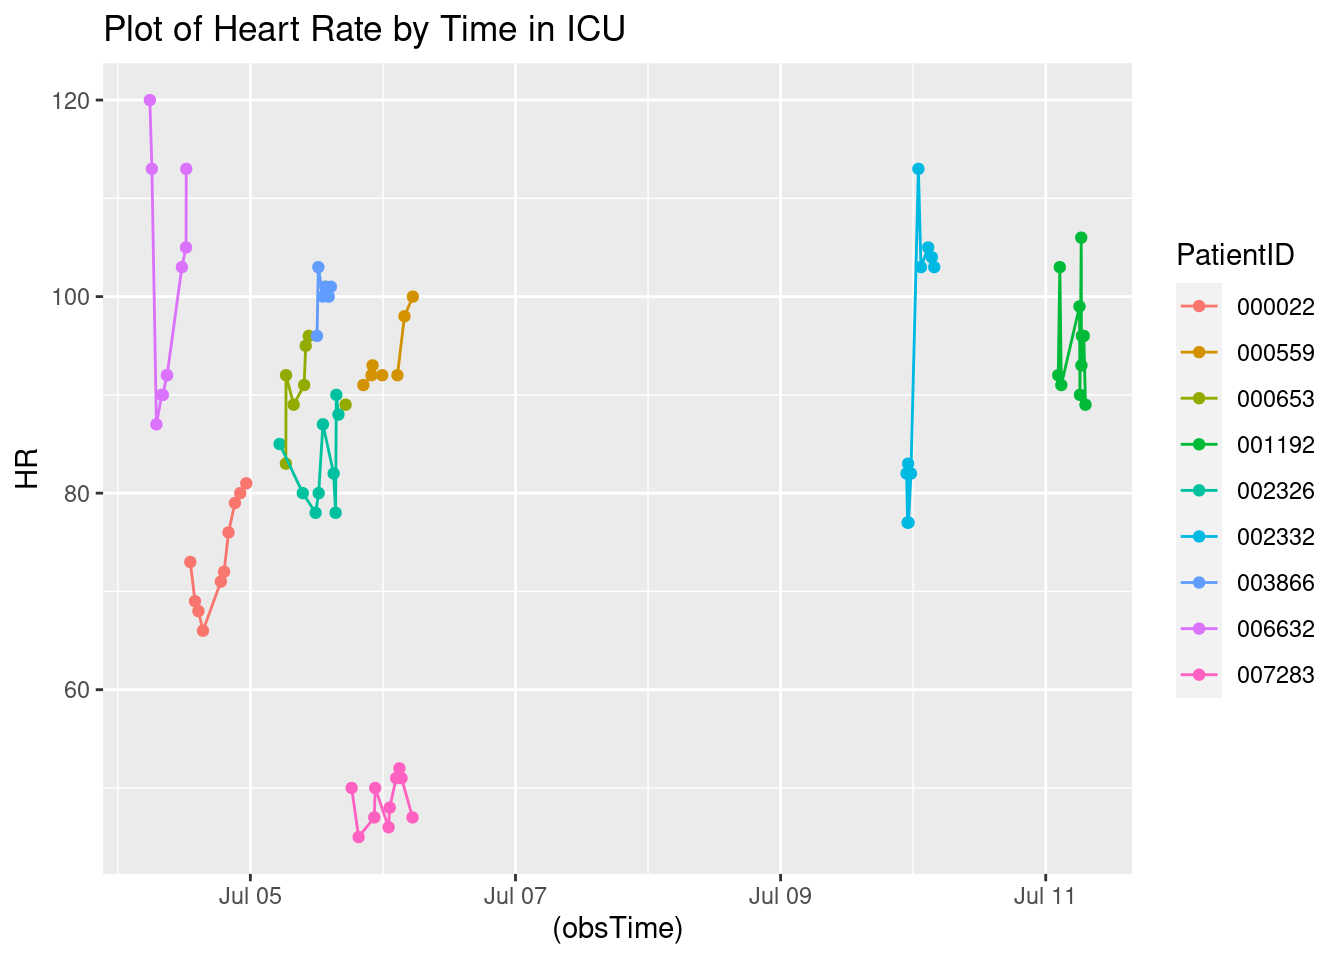 Plot of Heart Rate by Time in ICU
120
100
80
60
HR
Jul 05
Jul 07
Jul 09
Jul 11
(obsTime)
PatientID
000022
000559
000653
001192
002326
002332
003866
006632
007283